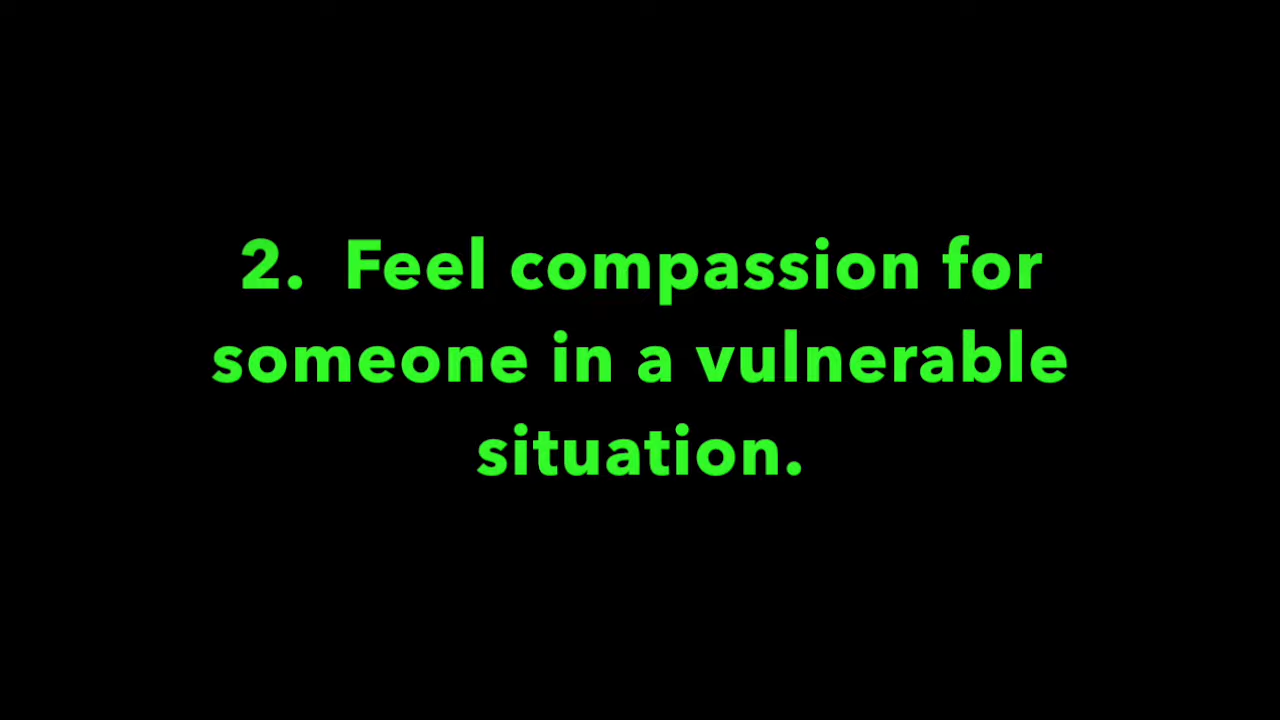 2.  Feel compassion for
someone in a vulnerable
situation.